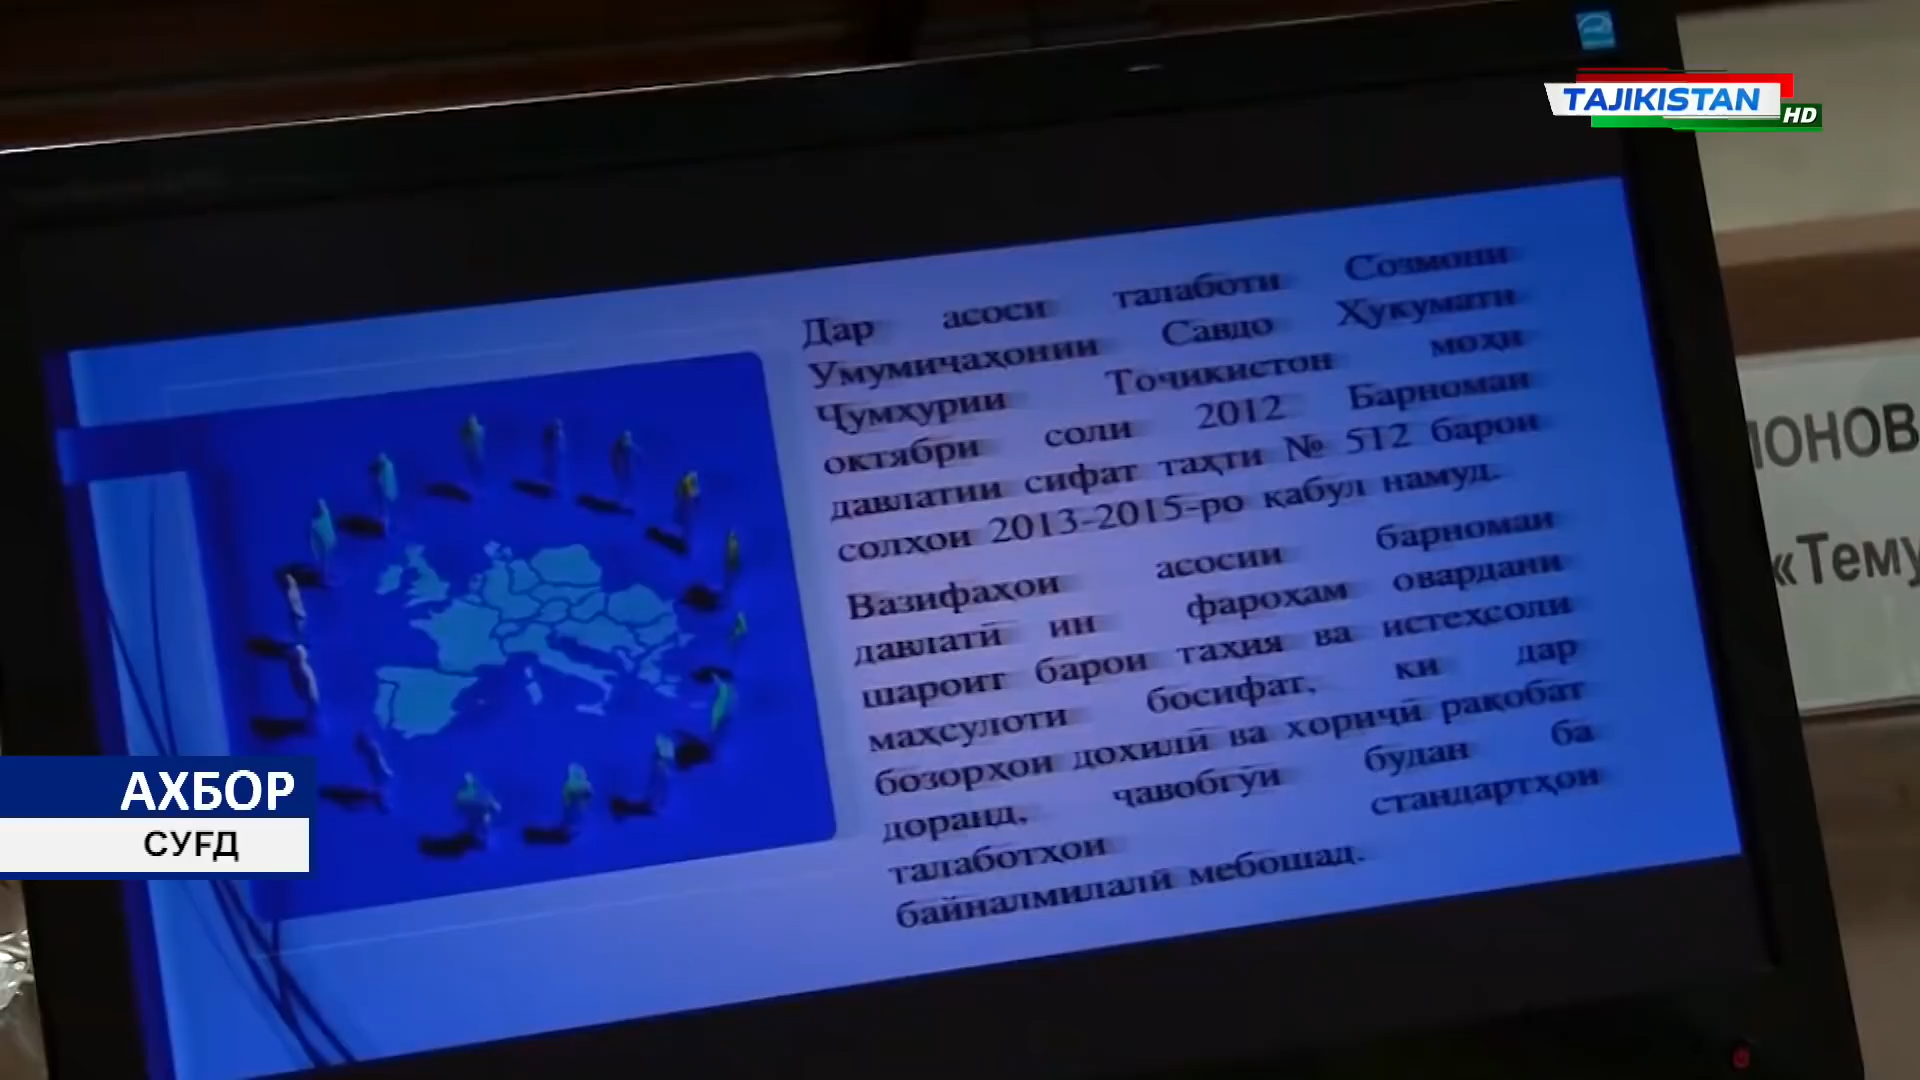 TAJIKISTAN
HD
Дар асоси талаботи Созмони
Умумиҷаҳонии Савдо Ҳукумати
Ҷумҳурии Тоҷикистон моҳи
октябри соли 2012 Барномаи
давлатии сифат таҳти № 512 барои
солҳои 2013-2015-ро қабул намуд.
Вазифаҳои асосии барномаи
давлатӣ ин фароҳам овардани
шароит барои таҳия ва истеҳсоли
маҳсулоти босифат, ки дар
бозорҳои дохилӣ ва хориҷӣ рақобат
доранд, ҷавобгӯи будан ба
талаботҳои стандартҳои
байналмилалӣ мебошад.
АХБОР
СУҒД